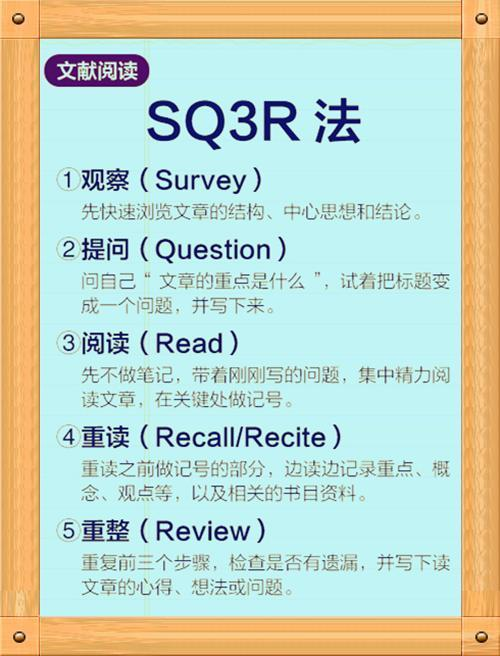 文献阅读
SQ3R 法
①观察（Survey）
先快速浏览文章的结构、中心思想和结论。
②提问（Question）
问自己“ 文章的重点是什么 ”，试着把标题变
成一个问题，并写下来。
③阅读（Read）
先不做笔记，带着刚刚写的问题，集中精力阅
读文章，在关键处做记号。
④重读（Recall/Recite）
重读之前做记号的部分，边读边记录重点、概
念、观点等，以及相关的书目资料。
⑤重整（Review）
重复前三个步骤，检查是否有遗漏，并写下读
文章的心得、想法或问题。